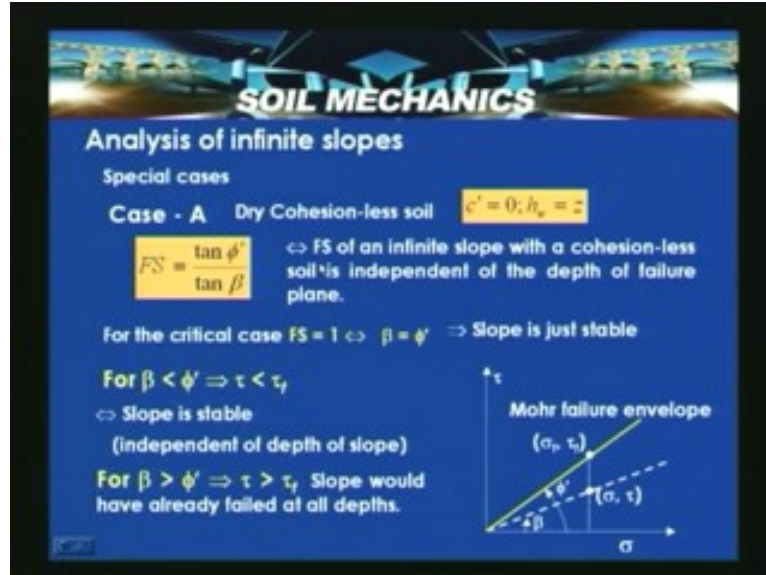 SOIL MECHANICS
Analysis of infinite slopes
Special cases
Case - A Dry Cohesion-less soil c' = 0; h_w = z
FS = tan ϕ' / tan β
⇔ FS of an infinite slope with a cohesion-less
soil is independent of the depth of failure
plane.
For the critical case FS = 1 ⇔ β = ϕ' ⇒ Slope is just stable
For β < ϕ' ⇒ τ < τf
⇔ Slope is stable
(independent of depth of slope)
For β > ϕ' ⇒ τ > τf Slope would
have already failed at all depths.
τ
Mohr failure envelope
(σf, τf)
ϕ'
(σ, τ)
β
σ